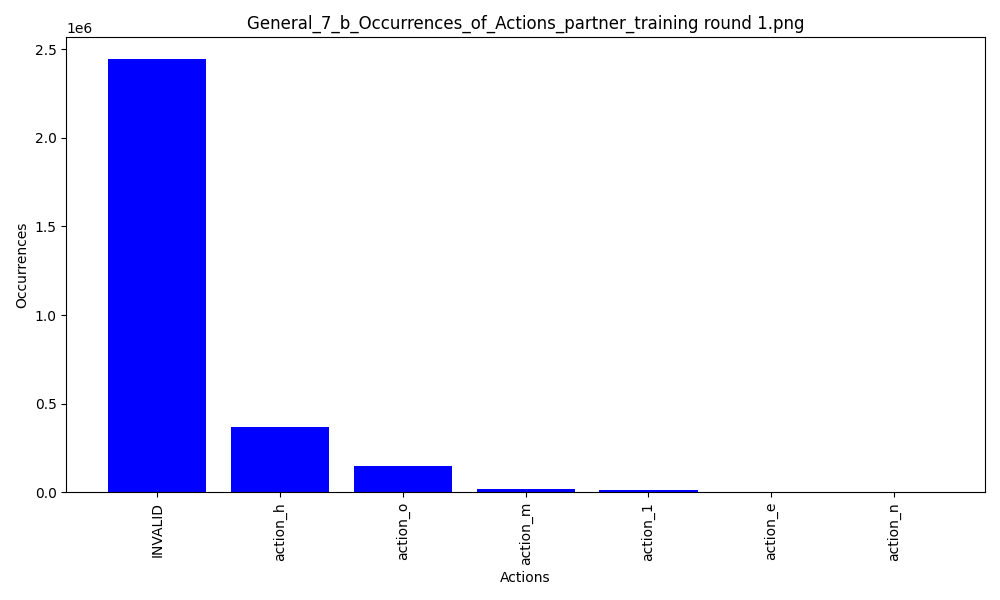 General_7_b_Occurrences_of_Actions_partner_training round 1.png
1e6
2.5
2.0
1.5
1.0
0.5
0.0
Occurrences
INVALID
action_h
action_o
action_m
action_1
action_e
action_n
Actions